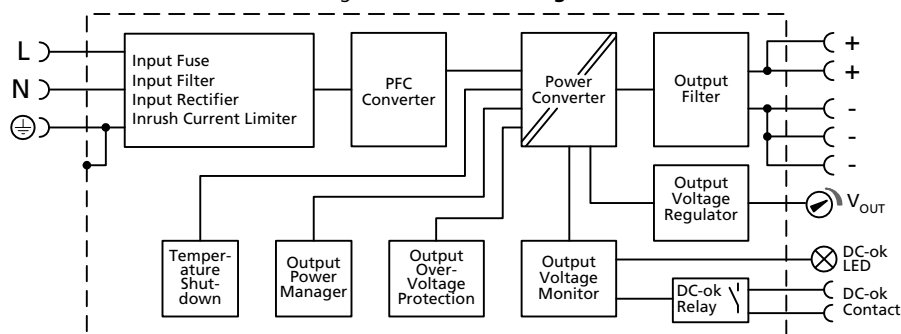 L
N
Input Fuse
Input Filter
Input Rectifier
Inrush Current Limiter
PFC
Converter
Power
Converter
Output
Filter
+
+
-
-
-
Output
Voltage
Regulator
VOUT
Temper-
ature
Shut-
down
Output
Power
Manager
Output
Over-
Voltage
Protection
Output
Voltage
Monitor
DC-ok
LED
DC-ok
Relay
DC-ok
Contact